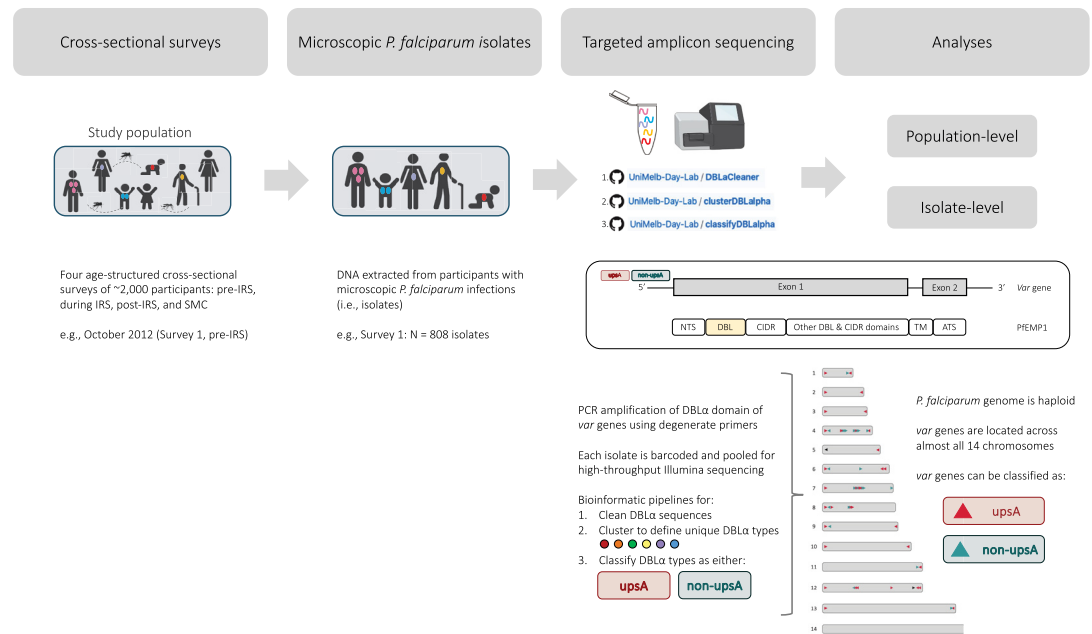 Cross-sectional surveys
Microscopic P. falciparum isolates
Targeted amplicon sequencing
Analyses
Study population
1. UniMelb-Day-Lab / DBLaCleaner
2. UniMelb-Day-Lab / clusterDBLalpha
3. UniMelb-Day-Lab / classifyDBLalpha
Population-level
Isolate-level
Four age-structured cross-sectional
surveys of ~2,000 participants: pre-IRS,
during IRS, post-IRS, and SMC
e.g., October 2012 (Survey 1, pre-IRS)
DNA extracted from participants with
microscopic P. falciparum infections
(i.e., isolates)
e.g., Survey 1: N = 808 isolates
upsA
non-upsA
5’
Exon 1
Exon 2
3’
Var gene
NTS
DBL
CIDR
Other DBL & CIDR domains
TM
ATS
PfEMP1
PCR amplification of DBLα domain of
var genes using degenerate primers
Each isolate is barcoded and pooled for
high-throughput Illumina sequencing
Bioinformatic pipelines for:
1. Clean DBLα sequences
2. Cluster to define unique DBLα types
3. Classify DBLα types as either:
upsA
non-upsA
1
2
3
4
5
6
7
8
9
10
11
12
13
14
P. falciparum genome is haploid
var genes are located across
almost all 14 chromosomes
var genes can be classified as:
upsA
non-upsA